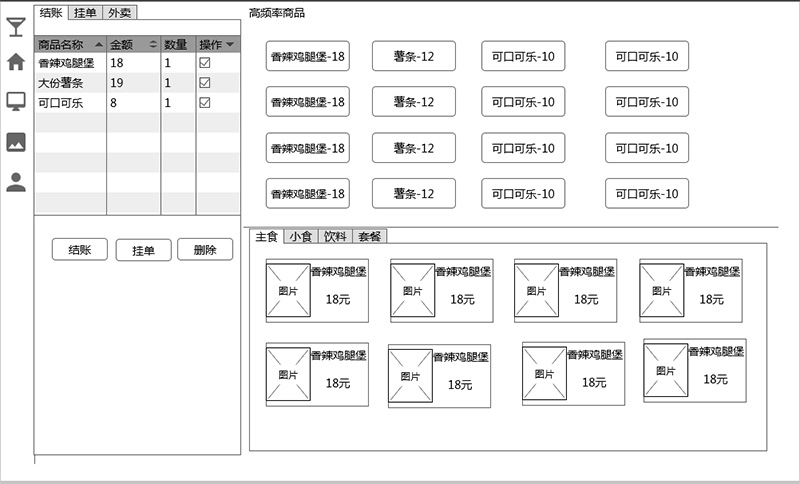 结账 挂单 外卖
商品名称 金额 数量 操作
香辣鸡腿堡 18 1
大份薯条 19 1
可口可乐 8 1
结账 挂单 删除
高频率商品
香辣鸡腿堡-18 薯条-12 可口可乐-10 可口可乐-10
香辣鸡腿堡-18 薯条-12 可口可乐-10 可口可乐-10
香辣鸡腿堡-18 薯条-12 可口可乐-10 可口可乐-10
香辣鸡腿堡-18 薯条-12 可口可乐-10 可口可乐-10
主食 小食 饮料 套餐
香辣鸡腿堡 香辣鸡腿堡 香辣鸡腿堡 香辣鸡腿堡
图片 18元 图片 18元 图片 18元 图片 18元
香辣鸡腿堡 香辣鸡腿堡 香辣鸡腿堡 香辣鸡腿堡
图片 18元 图片 18元 图片 18元 图片 18元